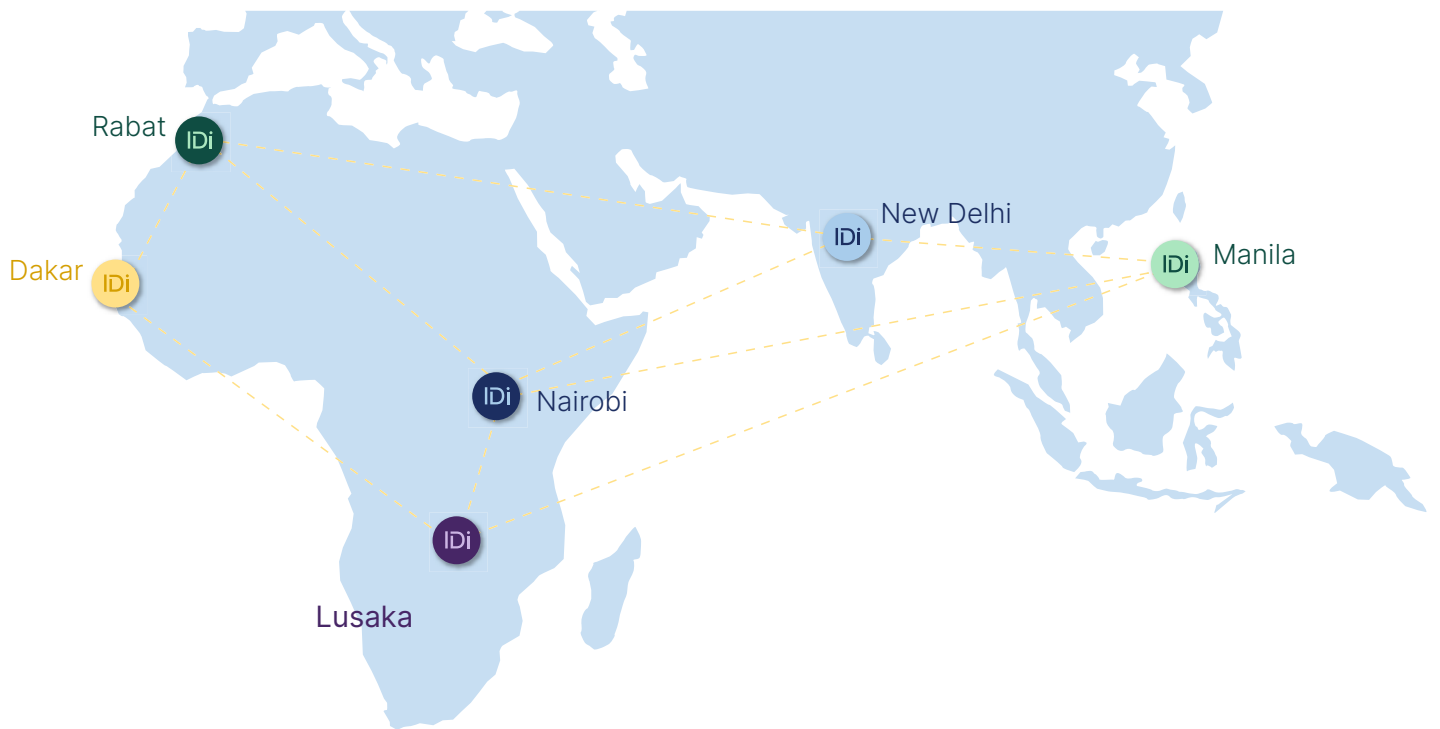 Rabat
IDi
New Delhi
IDi
Manila
IDi
Dakar
IDi
IDi
Nairobi
IDi
Lusaka